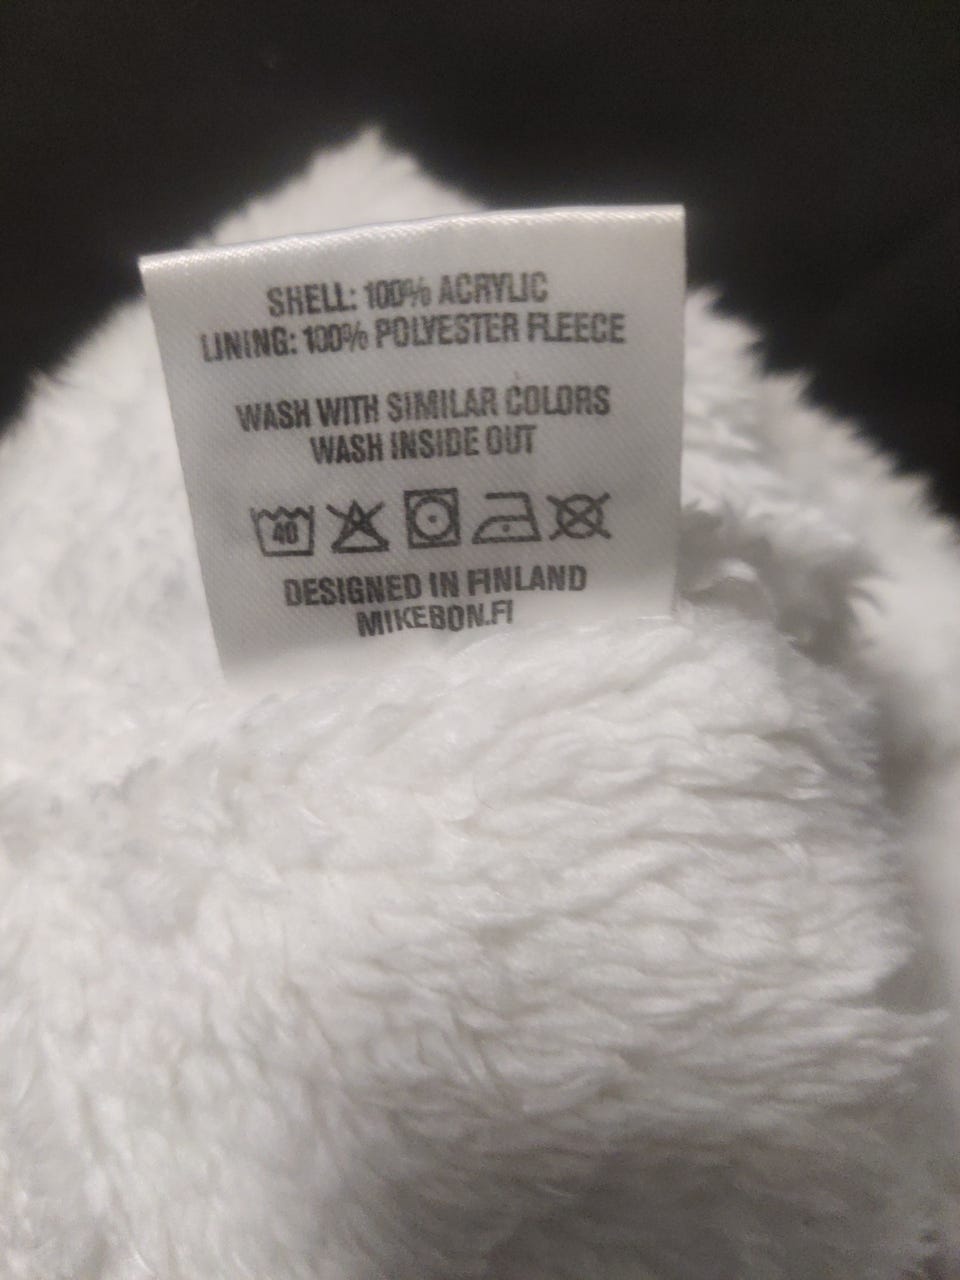 SHELL: 100% ACRYLIC
LINING: 100% POLYESTER FLEECE
WASH WITH SIMILAR COLORS
WASH INSIDE OUT
40
DESIGNED IN FINLAND
MIKEBON.FI